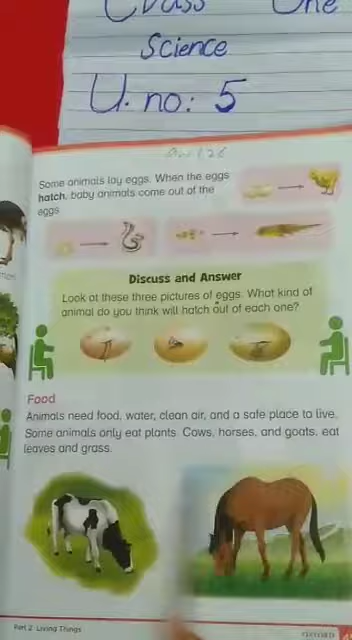 Class One
Science
U. no: 5
Some animals lay eggs. When the eggs
hatch, baby animals come out of the
eggs.
Discuss and Answer
Look at these three pictures of eggs. What kind of
animal do you think will hatch out of each one?
Food
Animals need food, water, clean air, and a safe place to live.
Some animals only eat plants. Cows, horses, and goats, eat
leaves and grass.
Part 2 Living Things
OXFORD